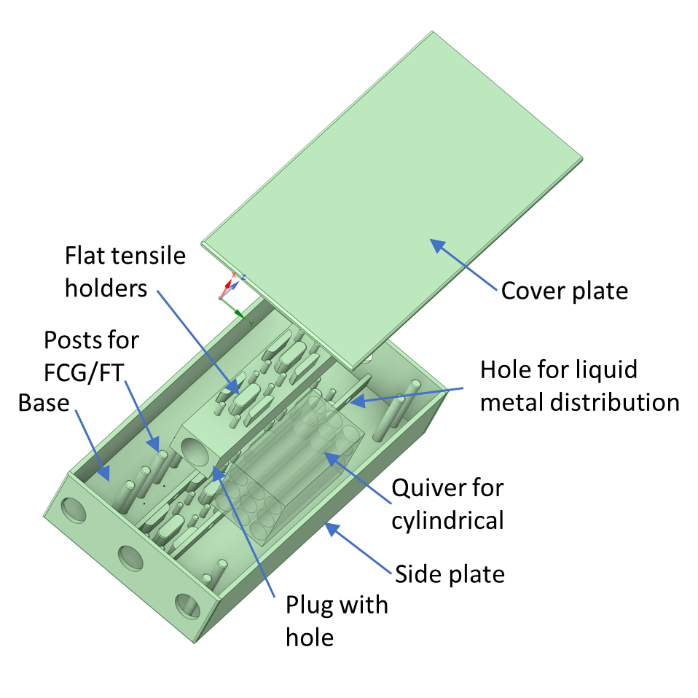 Flat tensile
holders
Cover plate
Posts for
FCG/FT
Base
Hole for liquid
metal distribution
Quiver for
cylindrical
Side plate
Plug with
hole